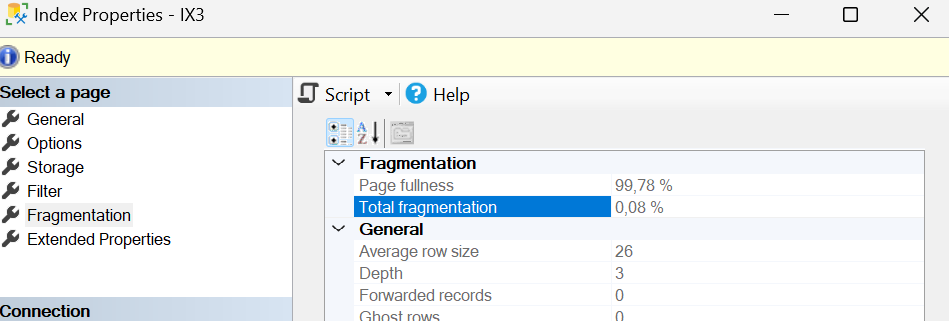 Index Properties - IX3
Ready
Select a page
General
Options
Storage
Filter
Fragmentation
Extended Properties
Connection
Script Help
Fragmentation
Page fullness 99,78 %
Total fragmentation 0,08 %
General
Average row size 26
Depth 3
Forwarded records 0
Ghost rows 0